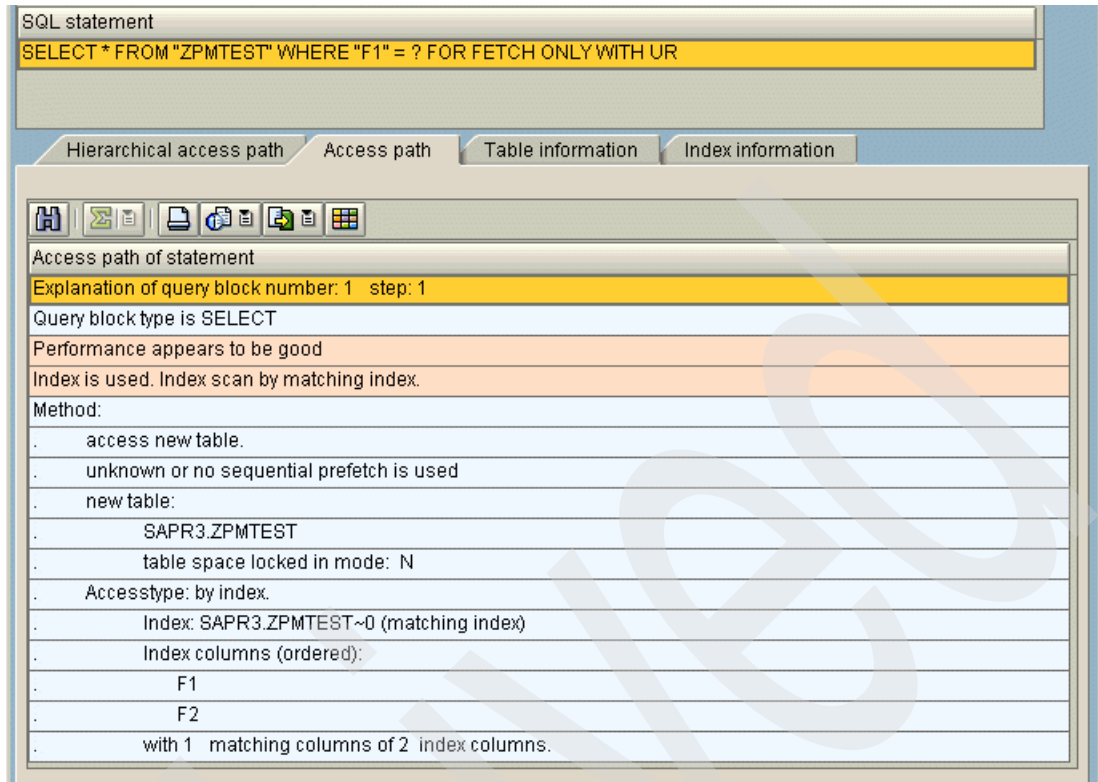 SQL statement
SELECT * FROM "ZPMTEST" WHERE "F1" = ? FOR FETCH ONLY WITH UR
Hierarchical access path Access path Table information Index information
Access path of statement
Explanation of query block number: 1 step: 1
Query block type is SELECT
Performance appears to be good
Index is used. Index scan by matching index.
Method:
. access new table.
. unknown or no sequential prefetch is used
. new table:
. SAPR3.ZPMTEST
. table space locked in mode: N
. Accesstype: by index.
. Index: SAPR3.ZPMTEST~0 (matching index)
. Index columns (ordered):
. F1
. F2
. with 1 matching columns of 2 index columns.